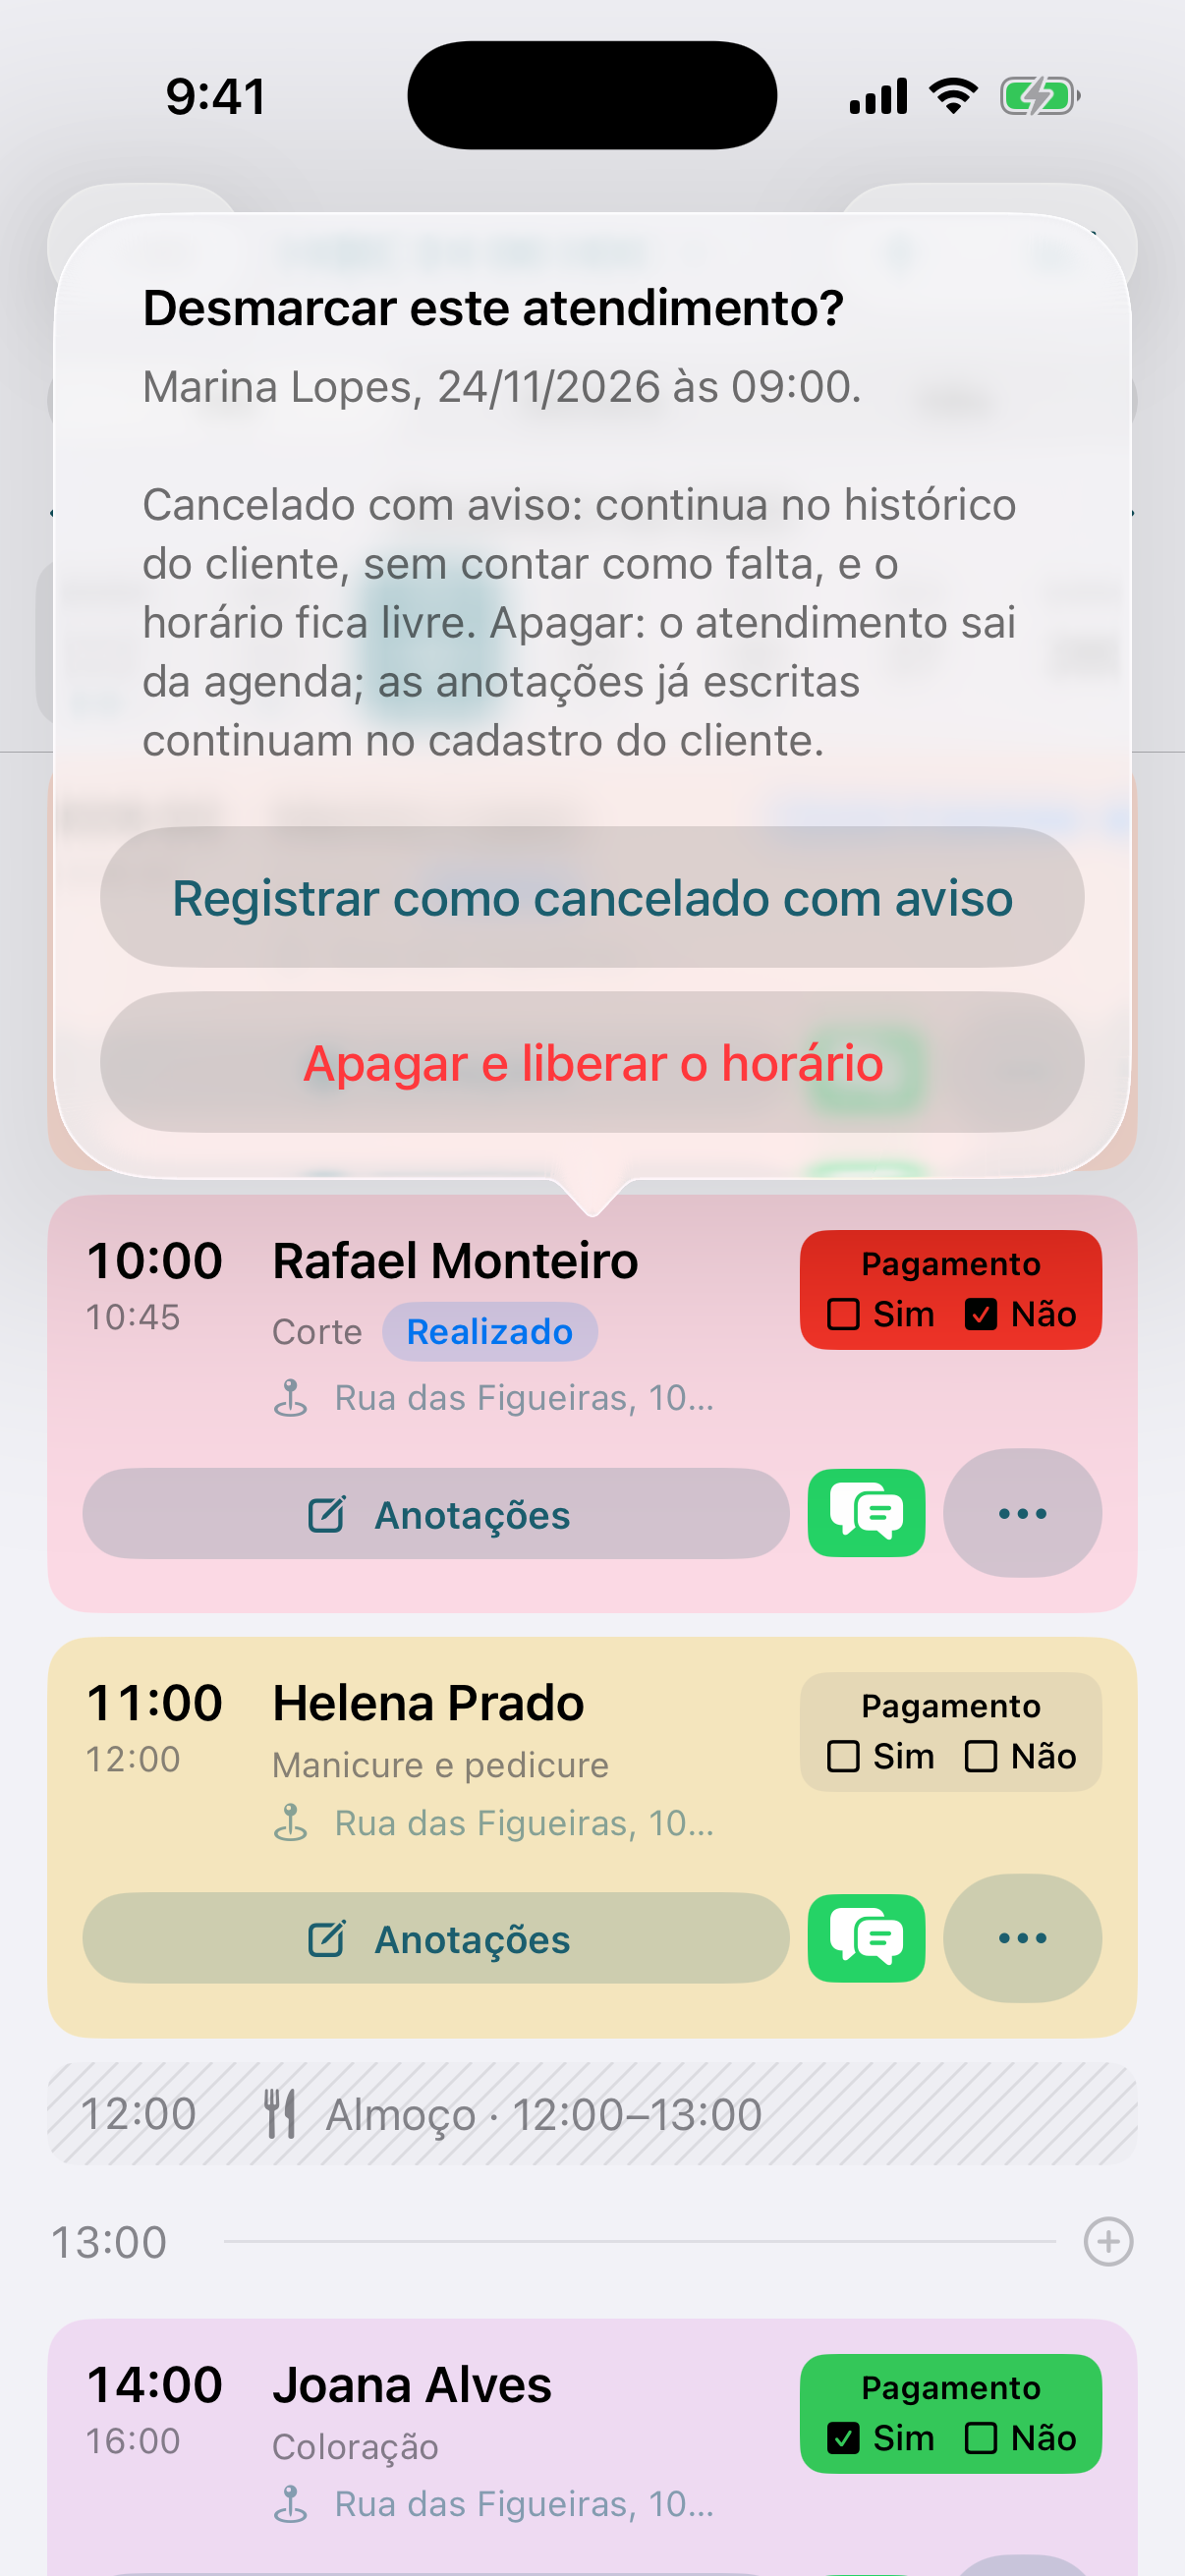 9:41
Desmarcar este atendimento?
Marina Lopes, 24/11/2026 às 09:00.
Cancelado com aviso: continua no histórico
do cliente, sem contar como falta, e o
horário fica livre. Apagar: o atendimento sai
da agenda; as anotações já escritas
continuam no cadastro do cliente.
Registrar como cancelado com aviso
Apagar e liberar o horário
10:00 Rafael Monteiro Pagamento
10:45 Corte Realizado Sim Não
Rua das Figueiras, 10...
Anotações
11:00 Helena Prado Pagamento
12:00 Manicure e pedicure Sim Não
Rua das Figueiras, 10...
Anotações
12:00 Almoço · 12:00–13:00
13:00
14:00 Joana Alves Pagamento
16:00 Coloração Sim Não
Rua das Figueiras, 10...